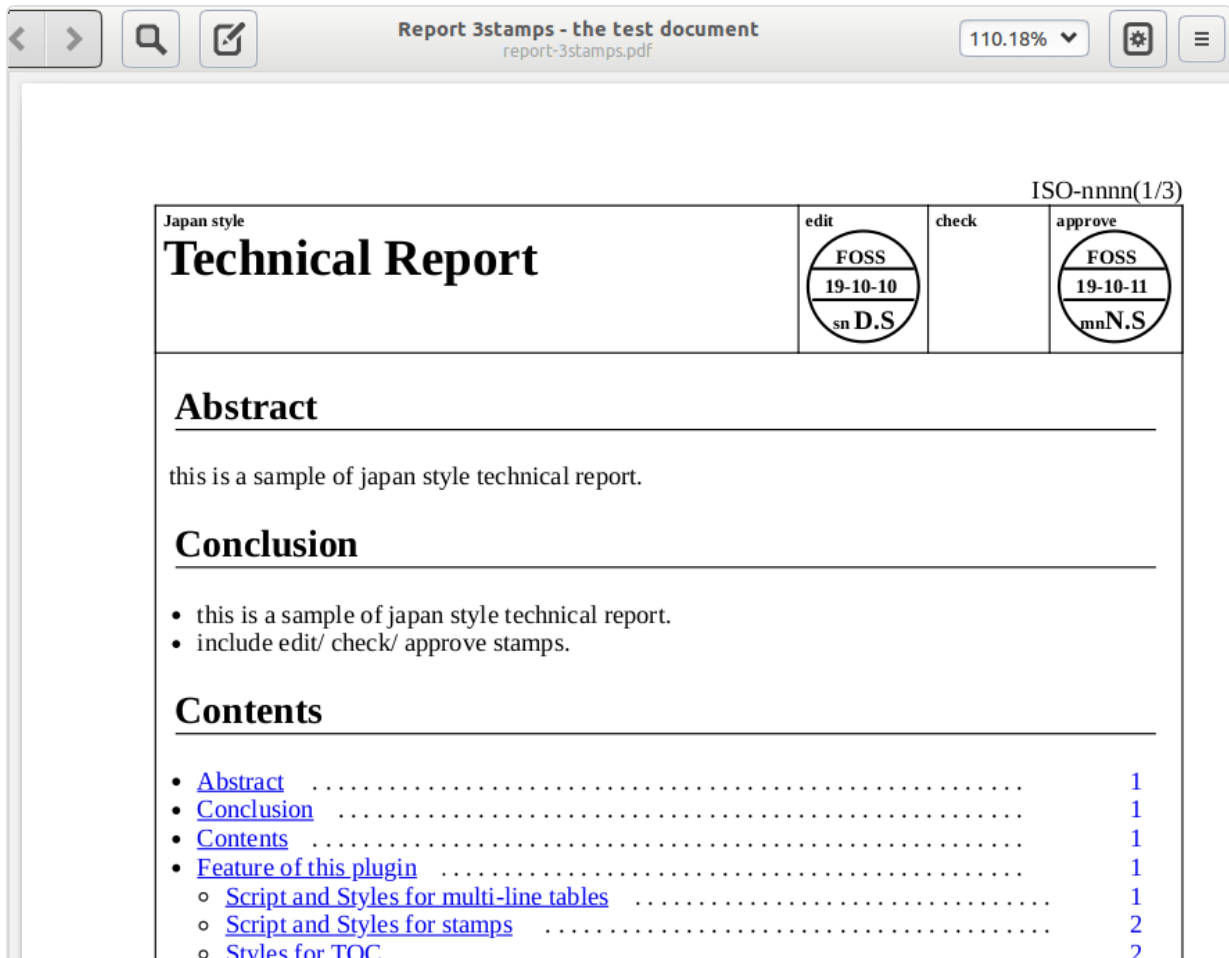 Report 3stamps - the test document
report-3stamps.pdf
110.18%
ISO-nnnn(1/3)
Japan style
Technical Report
edit
FOSS
19-10-10
sn D.S
check
approve
FOSS
19-10-11
mnN.S
Abstract
this is a sample of japan style technical report.
Conclusion
• this is a sample of japan style technical report.
• include edit/ check/ approve stamps.
Contents
• Abstract . . . . . . . . . . . . . . . . . . . . 1
• Conclusion . . . . . . . . . . . . . . . . . . . . 1
• Contents . . . . . . . . . . . . . . . . . . . . 1
• Feature of this plugin . . . . . . . . . . . . . . . . . . . . 1
◦ Script and Styles for multi-line tables . . . . . . . . . . . . . . . . . . . . 1
◦ Script and Styles for stamps . . . . . . . . . . . . . . . . . . . . 2
◦ Styles for TOC 2